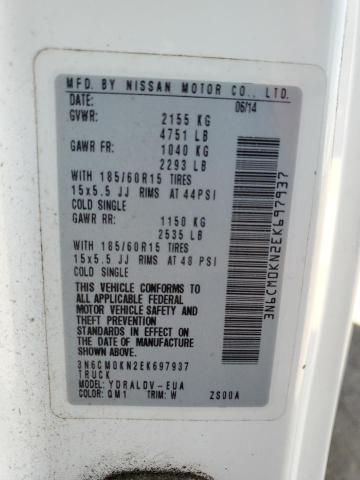 MFD. BY NISSAN MOTOR CO., LTD.
DATE: 06/14
GVWR: 2155 KG
4751 LB
GAWR FR: 1040 KG
2293 LB
WITH 185/60R15 TIRES
15x5.5 JJ RIMS AT 44PSI
COLD SINGLE
GAWR RR: 1150 KG
2535 LB
WITH 185/60R15 TIRES
15x5.5 JJ RIMS AT 48 PSI
COLD SINGLE
THIS VEHICLE CONFORMS TO
ALL APPLICABLE FEDERAL
MOTOR VEHICLE SAFETY AND
AND THEFT PREVENTION
STANDARDS IN EFFECT ON
THE DATE OF MANUFACTURE
SHOWN ABOVE.
3N6CM0KN2EK697937
TRUCK
MODEL: YDRALDV-EUA
COLOR: QM1 TRIM: W ZS00A
3N6CM0KN2EK697937